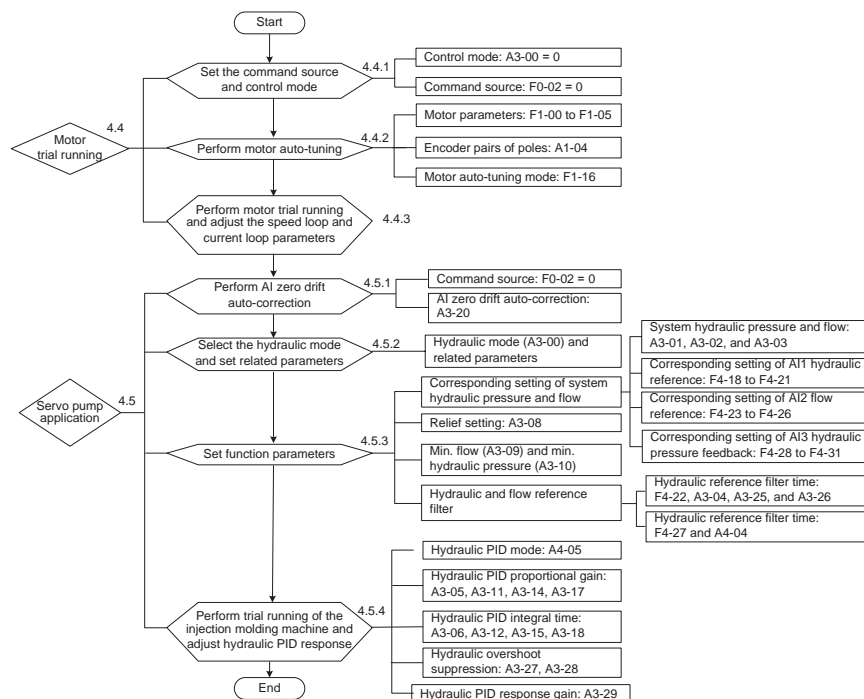 Start
Set the command source
and control mode
4.4.1
Control mode: A3-00 = 0
Command source: F0-02 = 0
Motor
trial running
4.4
Perform motor auto-tuning
4.4.2
Motor parameters: F1-00 to F1-05
Encoder pairs of poles: A1-04
Motor auto-tuning mode: F1-16
Perform motor trial running
and adjust the speed loop and
current loop parameters
4.4.3
Perform AI zero drift
auto-correction
4.5.1
Command source: F0-02 = 0
AI zero drift auto-correction:
A3-20
Select the hydraulic mode
and set related parameters
4.5.2
Hydraulic mode (A3-00) and
related parameters
Servo pump
application
4.5
Set function parameters
4.5.3
Corresponding setting of system
hydraulic pressure and flow
Relief setting: A3-08
Min. flow (A3-09) and min.
hydraulic pressure (A3-10)
Hydraulic and flow reference
filter
System hydraulic pressure and flow:
A3-01, A3-02, and A3-03
Corresponding setting of AI1 hydraulic
reference: F4-18 to F4-21
Corresponding setting of AI2 flow
reference: F4-23 to F4-26
Corresponding setting of AI3 hydraulic
pressure feedback: F4-28 to F4-31
Hydraulic reference filter time:
F4-22, A3-04, A3-25, and A3-26
Hydraulic reference filter time:
F4-27 and A4-04
Perform trial running of the
injection molding machine and
adjust hydraulic PID response
4.5.4
Hydraulic PID mode: A4-05
Hydraulic PID proportional gain:
A3-05, A3-11, A3-14, A3-17
Hydraulic PID integral time:
A3-06, A3-12, A3-15, A3-18
Hydraulic overshoot
suppression: A3-27, A3-28
Hydraulic PID response gain: A3-29
End